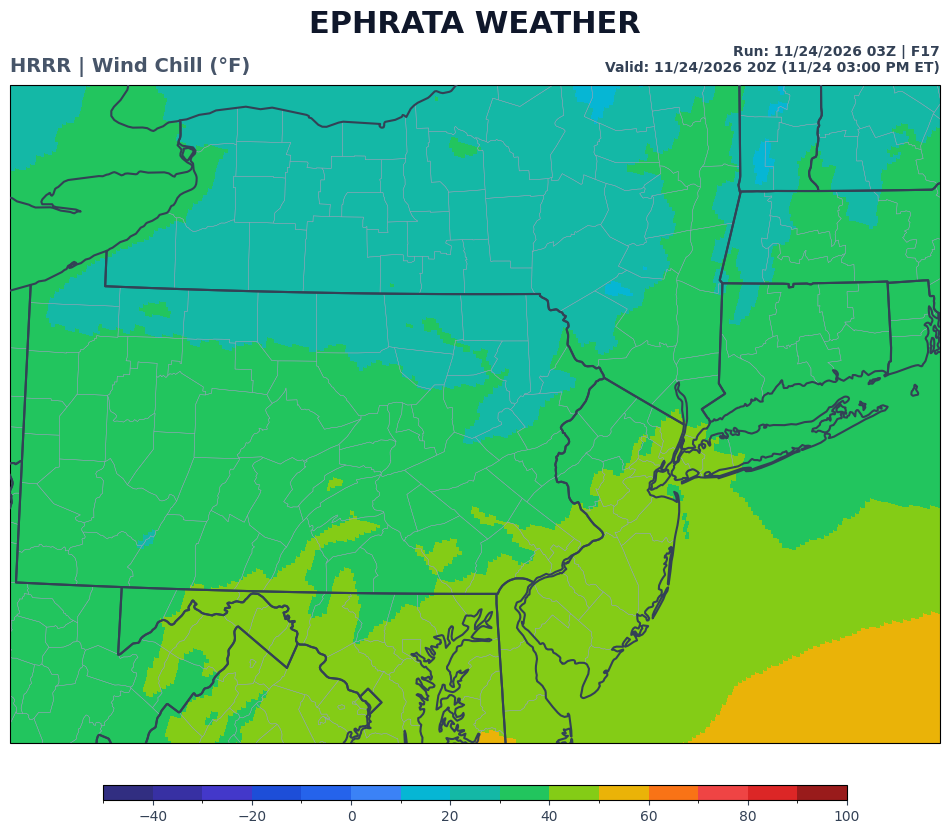 EPHRATA WEATHER
HRRR | Wind Chill (°F)
Run: 11/24/2026 03Z | F17
Valid: 11/24/2026 20Z (11/24 03:00 PM ET)
−40 −20 0 20 40 60 80 100